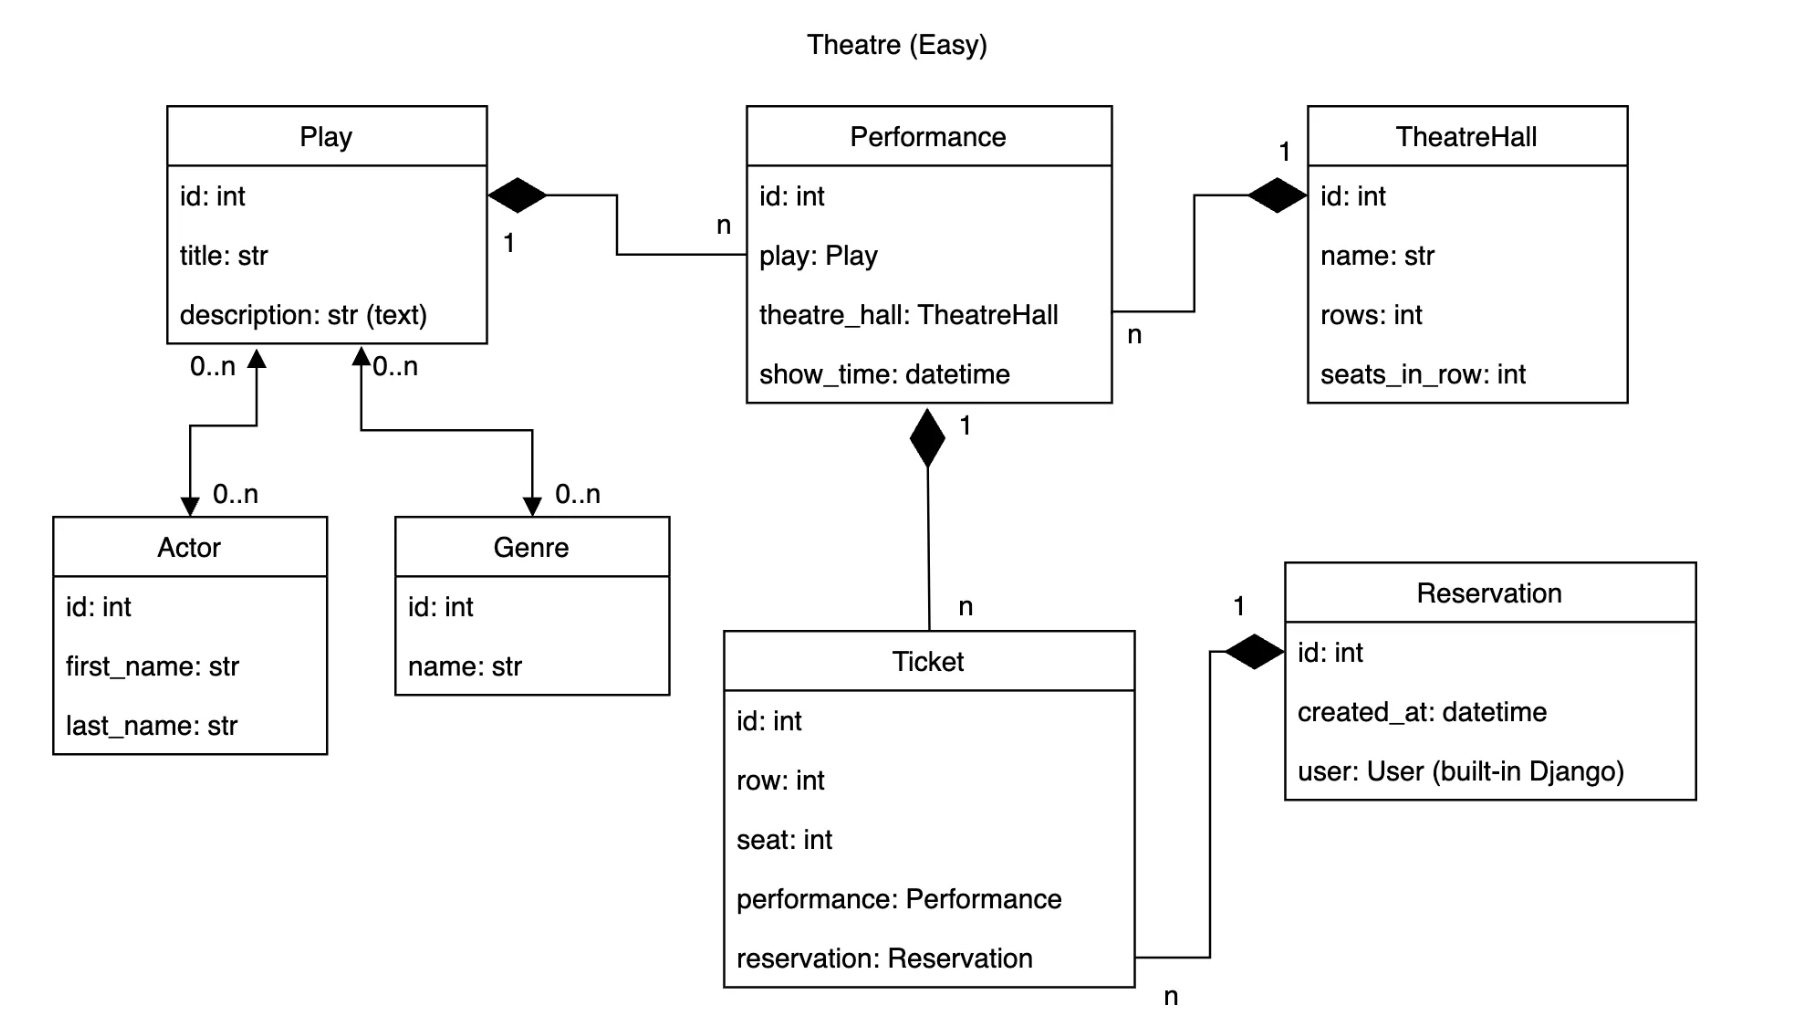 Theatre (Easy)
Play
id: int
title: str
description: str (text)
1
n
Performance
id: int
play: Play
theatre_hall: TheatreHall
show_time: datetime
1
n
TheatreHall
id: int
name: str
rows: int
seats_in_row: int
0..n
0..n
0..n
0..n
Actor
id: int
first_name: str
last_name: str
Genre
id: int
name: str
1
n
Ticket
id: int
row: int
seat: int
performance: Performance
reservation: Reservation
1
n
Reservation
id: int
created_at: datetime
user: User (built-in Django)